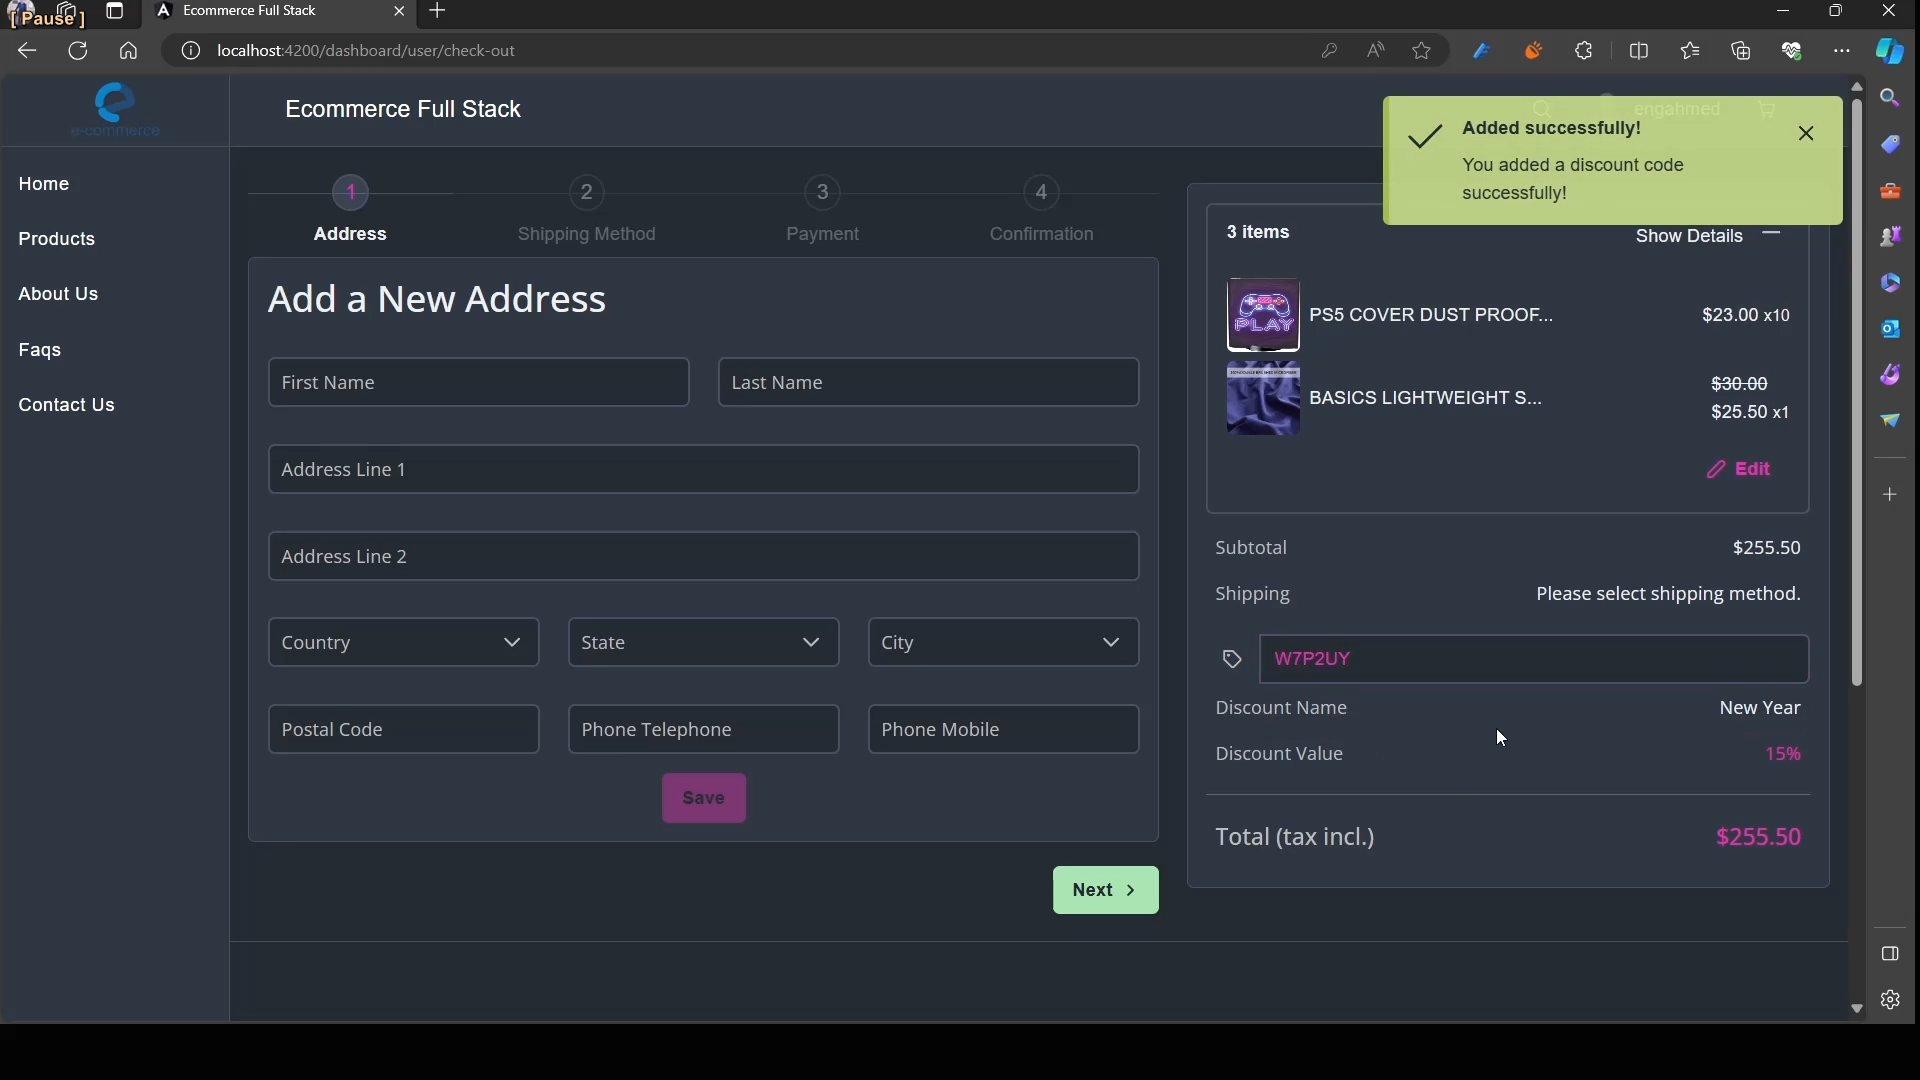 [ Pause ]
Ecommerce Full Stack
localhost:4200/dashboard/user/check-out
e-commerce
Ecommerce Full Stack
engahmed
Added successfully!
You added a discount code
successfully!
Home
Products
About Us
Faqs
Contact Us
1
2
3
4
Address
Shipping Method
Payment
Confirmation
Add a New Address
First Name
Last Name
Address Line 1
Address Line 2
Country
State
City
Postal Code
Phone Telephone
Phone Mobile
Save
Next
3 items
Show Details
PLAY
PS5 COVER DUST PROOF...
$23.00 x10
BASICS LIGHTWEIGHT S...
$30.00
$25.50 x1
Edit
Subtotal
$255.50
Shipping
Please select shipping method.
W7P2UY
Discount Name
New Year
Discount Value
15%
Total (tax incl.)
$255.50